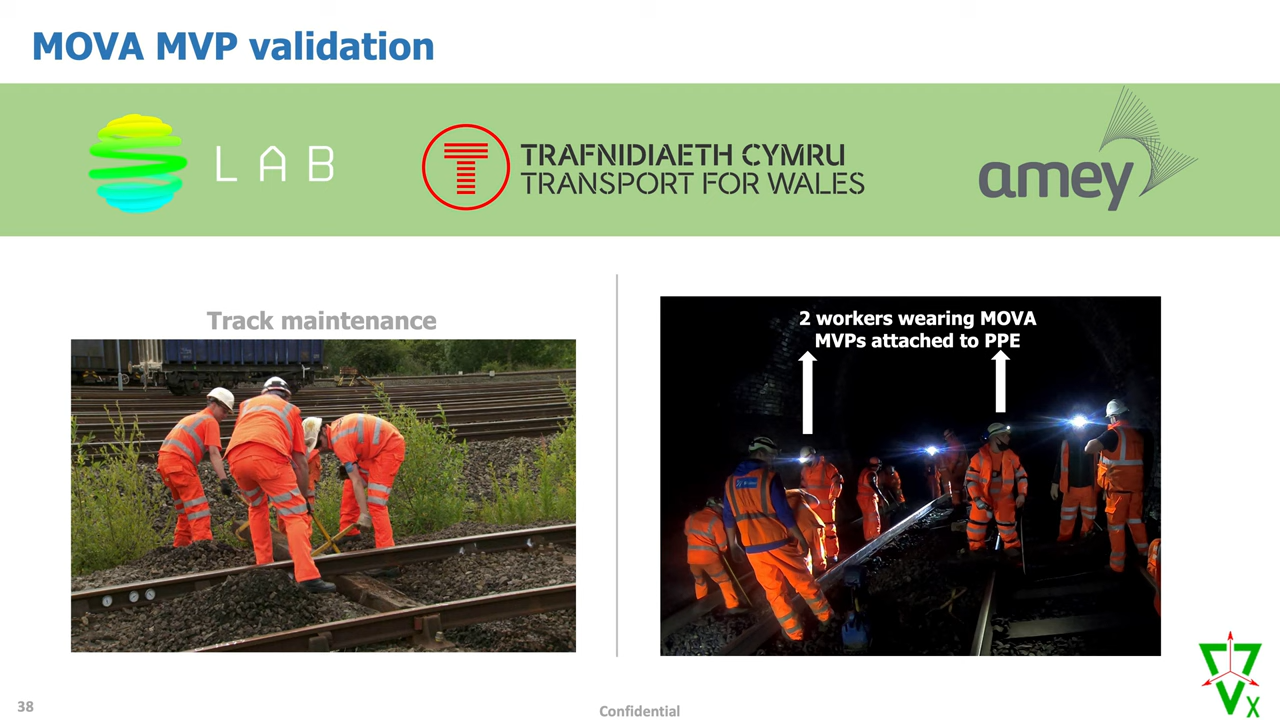 MOVA MVP validation
LAB
TRAFNIDIAETH CYMRU
TRANSPORT FOR WALES
amey
Track maintenance
2 workers wearing MOVA
MVPs attached to PPE
38
Confidential
X